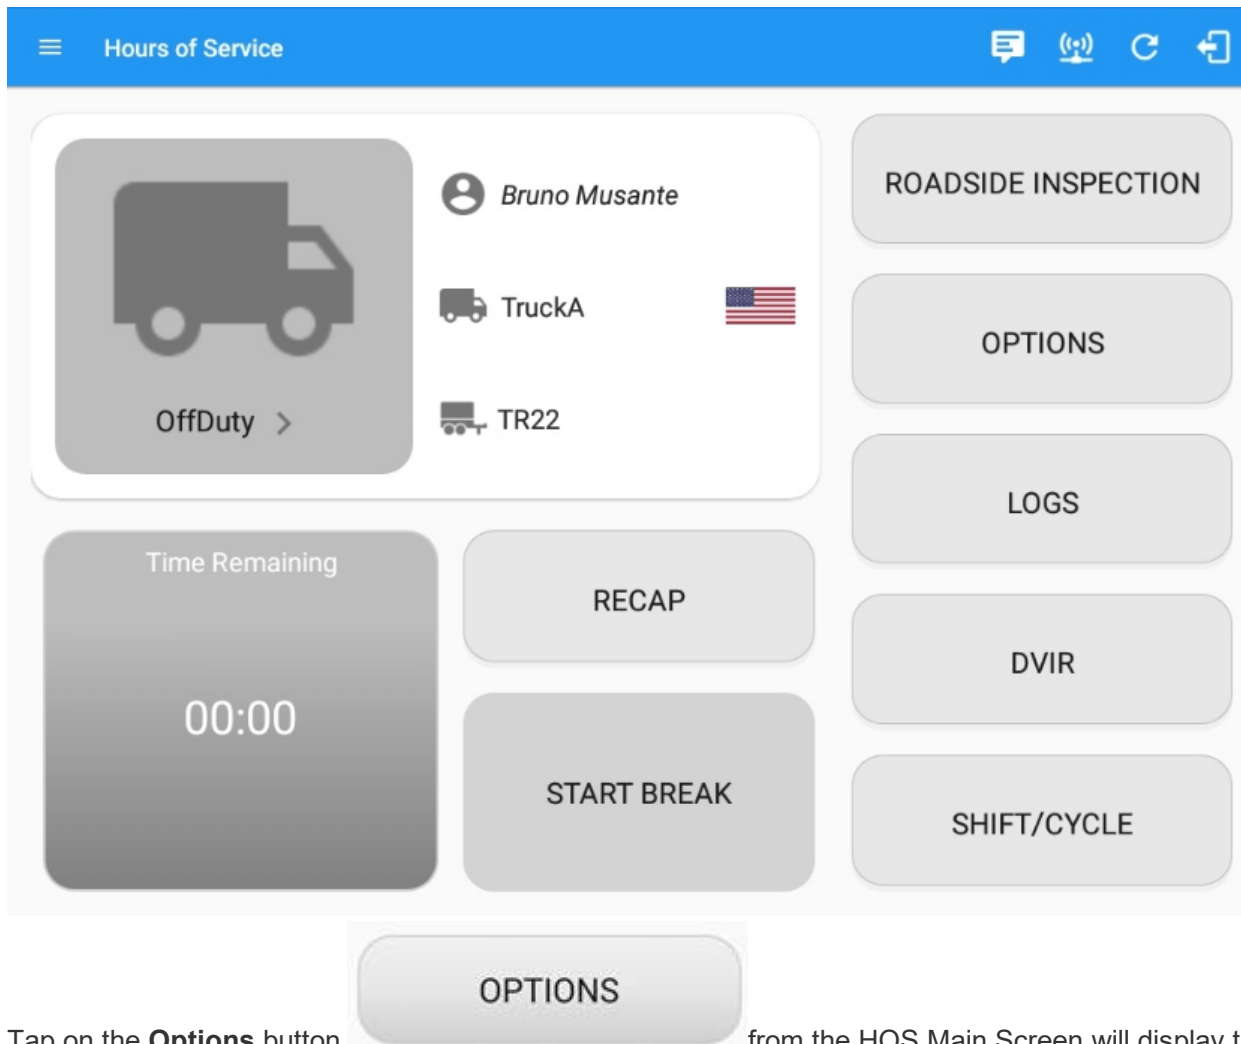 Hours of Service
Bruno Musante
TruckA
TR22
OffDuty >
Time Remaining
00:00
RECAP
START BREAK
ROADSIDE INSPECTION
OPTIONS
LOGS
DVIR
SHIFT/CYCLE
OPTIONS
Tap on the Options button from the HOS Main Screen will display